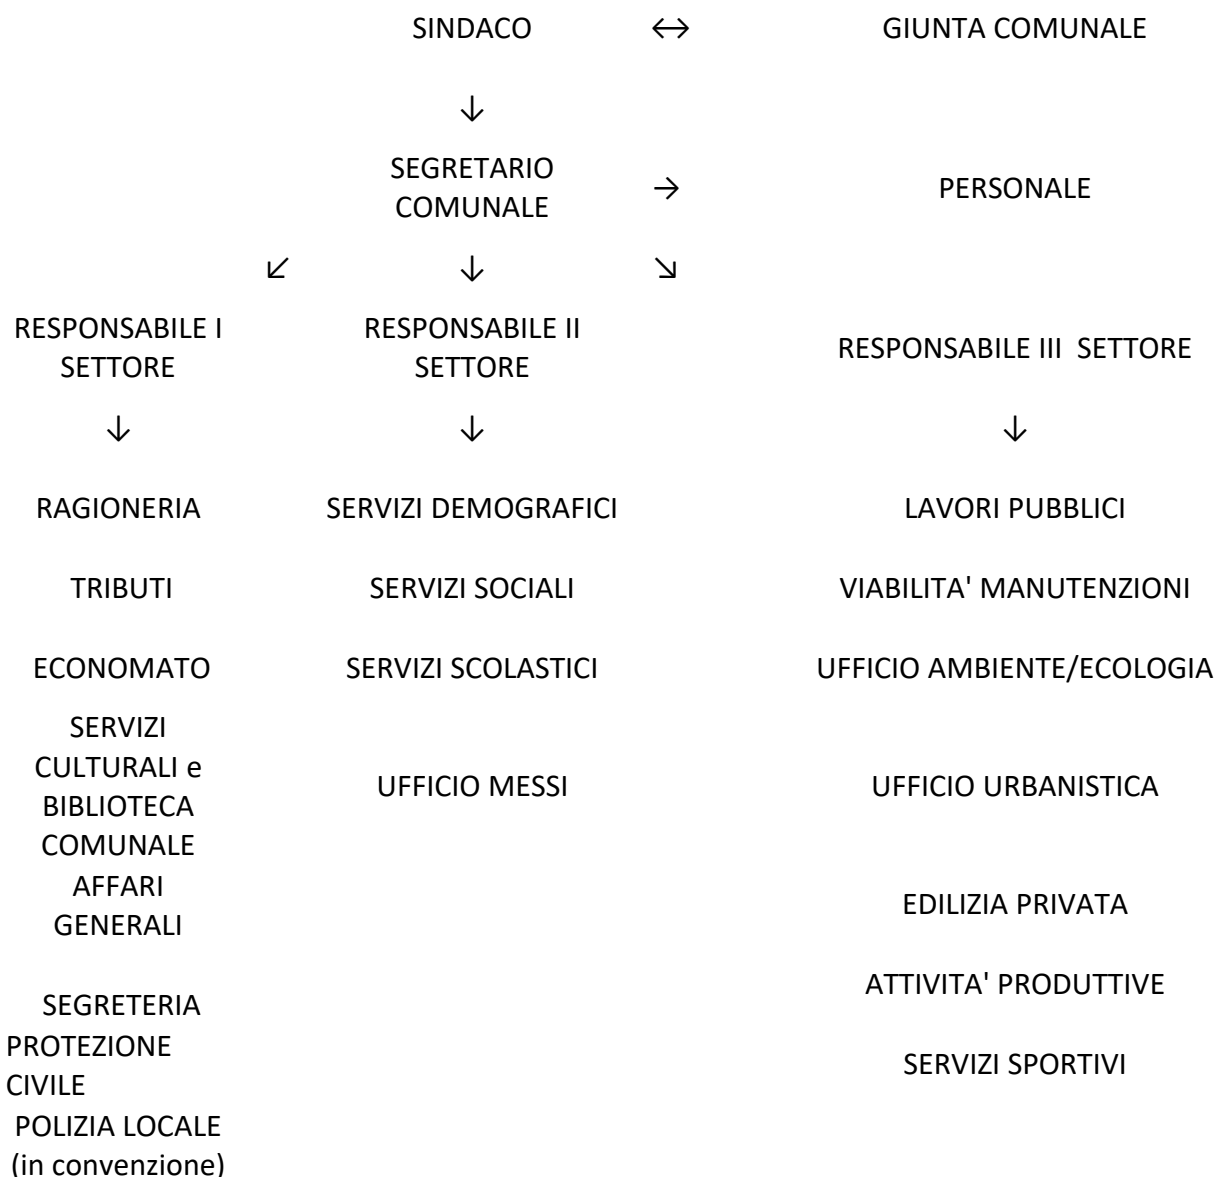 SINDACO ↔ GIUNTA COMUNALE
↓
SEGRETARIO
COMUNALE → PERSONALE
↙ ↓ ↘
RESPONSABILE I
SETTORE
RESPONSABILE II
SETTORE
RESPONSABILE III SETTORE
↓ ↓ ↓
RAGIONERIA SERVIZI DEMOGRAFICI LAVORI PUBBLICI
TRIBUTI SERVIZI SOCIALI VIABILITA' MANUTENZIONI
ECONOMATO SERVIZI SCOLASTICI UFFICIO AMBIENTE/ECOLOGIA
SERVIZI
CULTURALI e
BIBLIOTECA
COMUNALE
UFFICIO MESSI
UFFICIO URBANISTICA
AFFARI
GENERALI
EDILIZIA PRIVATA
SEGRETERIA
ATTIVITA' PRODUTTIVE
PROTEZIONE
CIVILE
SERVIZI SPORTIVI
POLIZIA LOCALE
(in convenzione)